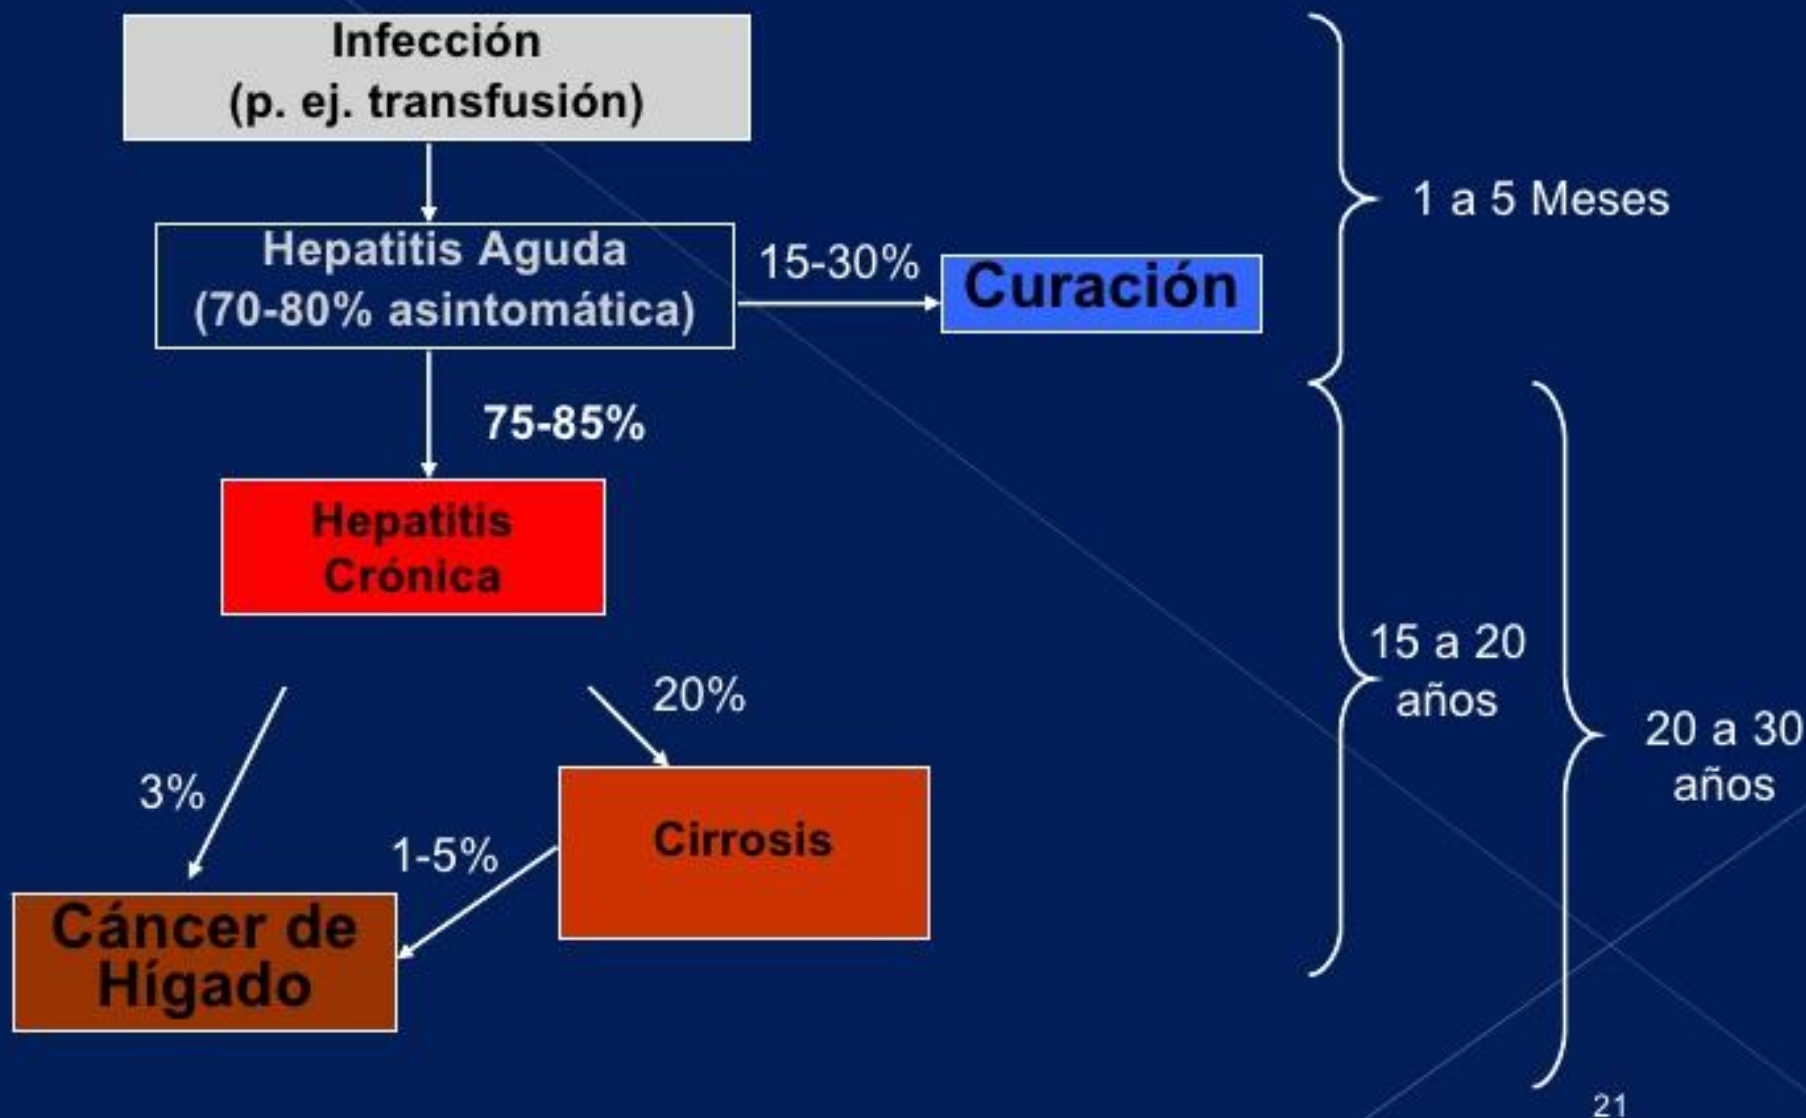 Infección
(p. ej. transfusión)
1 a 5 Meses
Hepatitis Aguda
(70-80% asintomática)
15-30%
Curación
75-85%
Hepatitis
Crónica
15 a 20
años
20%
20 a 30
años
3%
1-5%
Cirrosis
Cáncer de
Hígado
21